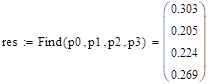 res := Find(p0,p1,p2,p3) =
0.303
0.205
0.224
0.269